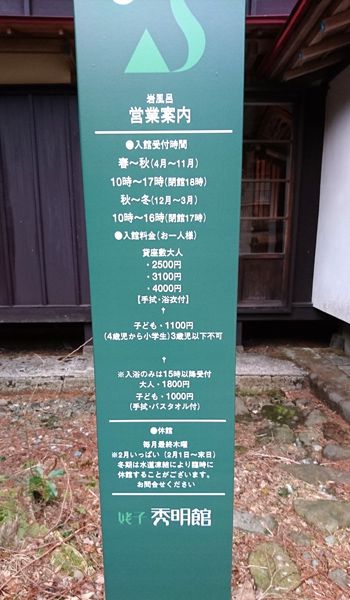 岩風呂
営業案内
●入館受付時間
春〜秋(4月〜11月)
10時〜17時(閉館18時)
秋〜冬(12月〜3月)
10時〜16時(閉館17時)
●入館料金(お一人様)
貸座敷大人
・2500円
・3100円
・4000円
【手拭・浴衣付】
↑
子ども・1100円
(4歳児から小学生)3歳児以下不可
↑
※入浴のみは15時以降受付
大人・1800円
子ども・1000円
(手拭・バスタオル付)
●休館
毎月最終木曜
※2月いっぱい(2月1日〜末日)
冬期は水道凍結により臨時に
休館することがございます。
お問合せください
姥子 秀明館